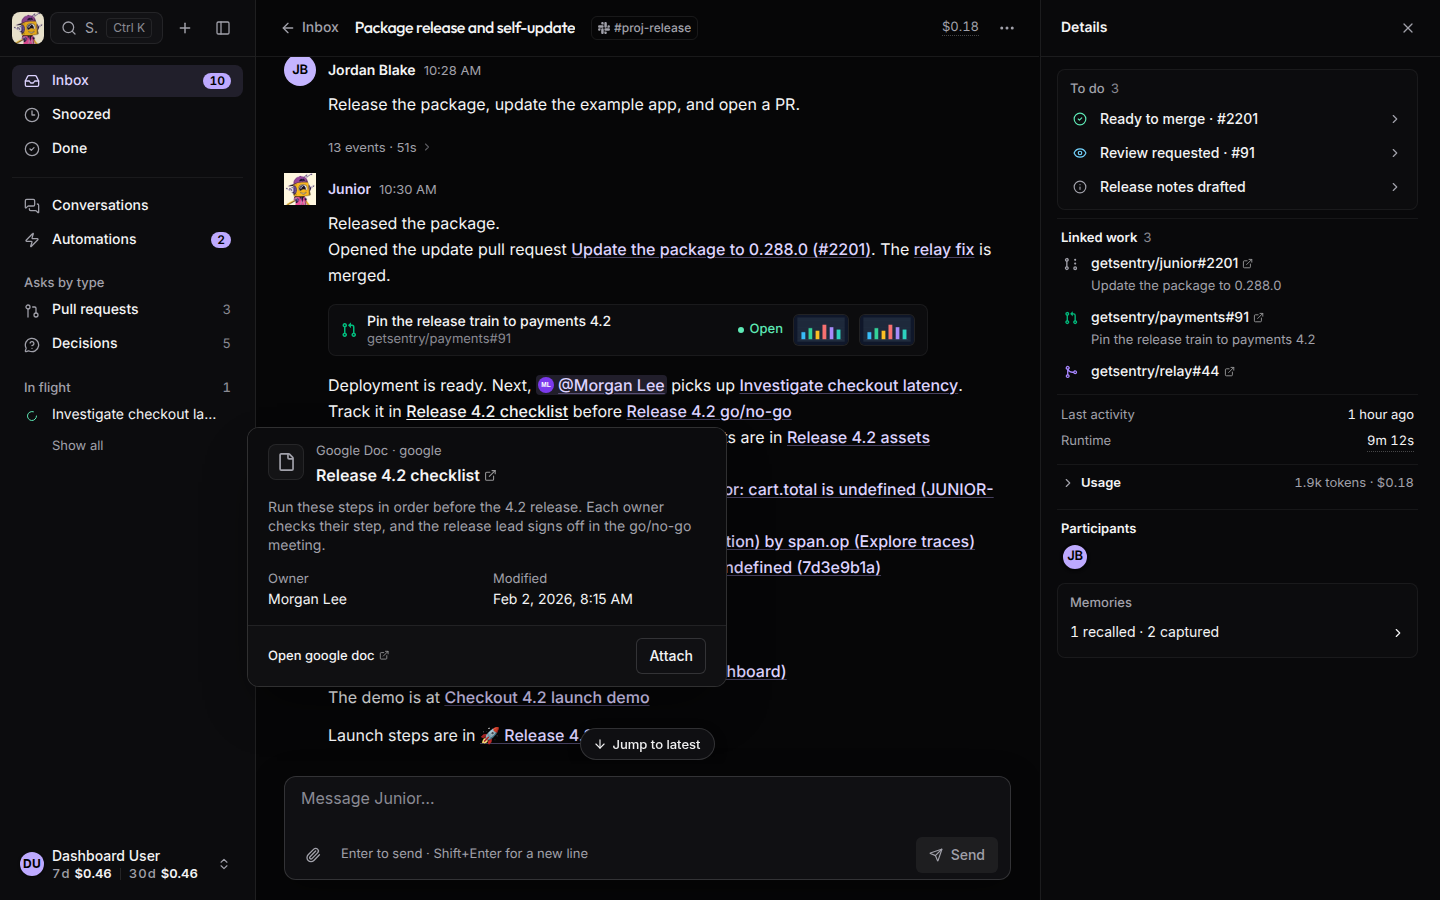 S. Ctrl K
Inbox 10
Snoozed
Done
Conversations
Automations 2
Asks by type
Pull requests 3
Decisions 5
In flight 1
Investigate checkout la...
Show all
DU Dashboard User
7d $0.46 30d $0.46
Inbox Package release and self-update #proj-release $0.18
JB Jordan Blake 10:28 AM
Release the package, update the example app, and open a PR.
13 events · 51s
Junior 10:30 AM
Released the package.
Opened the update pull request Update the package to 0.288.0 (#2201). The relay fix is
merged.
Pin the release train to payments 4.2
getsentry/payments#91
Open
Deployment is ready. Next, ML @Morgan Lee picks up Investigate checkout latency.
Track it in Release 4.2 checklist before Release 4.2 go/no-go
s are in Release 4.2 assets
or: cart.total is undefined (JUNIOR-
tion) by span.op (Explore traces)
ndefined (7d3e9b1a)
hboard)
The demo is at Checkout 4.2 launch demo
Launch steps are in 🚀 Release 4.
Google Doc · google
Release 4.2 checklist
Run these steps in order before the 4.2 release. Each owner
checks their step, and the release lead signs off in the go/no-go
meeting.
Owner Modified
Morgan Lee Feb 2, 2026, 8:15 AM
Open google doc Attach
Jump to latest
Message Junior...
Enter to send · Shift+Enter for a new line Send
Details
To do 3
Ready to merge · #2201
Review requested · #91
Release notes drafted
Linked work 3
getsentry/junior#2201
Update the package to 0.288.0
getsentry/payments#91
Pin the release train to payments 4.2
getsentry/relay#44
Last activity 1 hour ago
Runtime 9m 12s
Usage 1.9k tokens · $0.18
Participants
JB
Memories
1 recalled · 2 captured